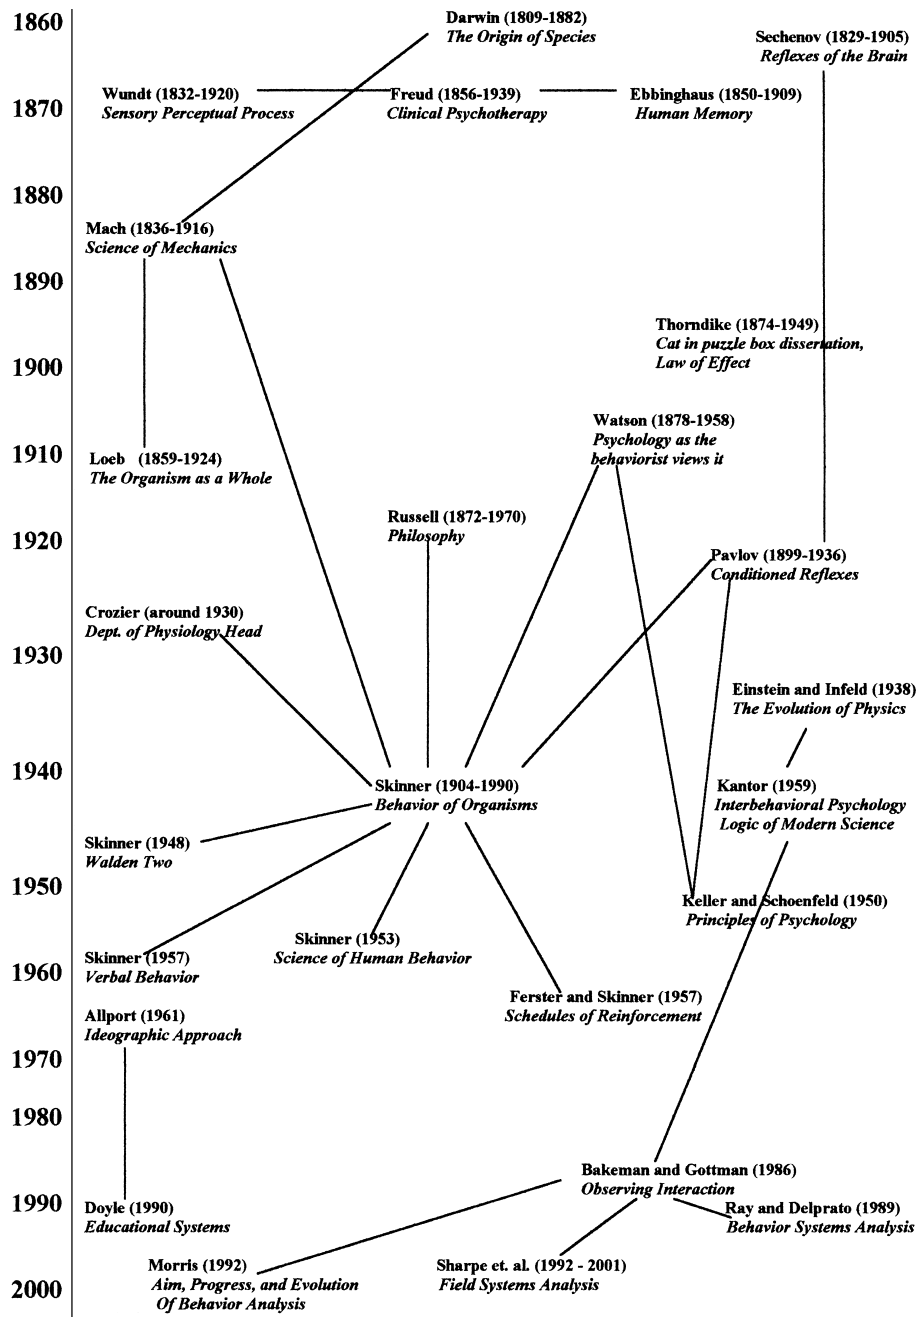 1860
Darwin (1809-1882)
The Origin of Species
Sechenov (1829-1905)
Reflexes of the Brain
Wundt (1832-1920)
Sensory Perceptual Process
Freud (1856-1939)
Clinical Psychotherapy
Ebbinghaus (1850-1909)
Human Memory
1870
1880
Mach (1836-1916)
Science of Mechanics
1890
Thorndike (1874-1949)
Cat in puzzle box dissertation,
Law of Effect
1900
Watson (1878-1958)
Psychology as the
behaviorist views it
1910
Loeb (1859-1924)
The Organism as a Whole
Russell (1872-1970)
Philosophy
1920
Pavlov (1899-1936)
Conditioned Reflexes
Crozier (around 1930)
Dept. of Physiology Head
1930
Einstein and Infeld (1938)
The Evolution of Physics
1940
Skinner (1904-1990)
Behavior of Organisms
Kantor (1959)
Interbehavioral Psychology
Logic of Modern Science
Skinner (1948)
Walden Two
1950
Keller and Schoenfeld (1950)
Principles of Psychology
Skinner (1953)
Science of Human Behavior
Skinner (1957)
Verbal Behavior
1960
Ferster and Skinner (1957)
Schedules of Reinforcement
Allport (1961)
Ideographic Approach
1970
1980
Bakeman and Gottman (1986)
Observing Interaction
1990
Doyle (1990)
Educational Systems
Ray and Delprato (1989)
Behavior Systems Analysis
Morris (1992)
Aim, Progress, and Evolution
Of Behavior Analysis
Sharpe et. al. (1992 - 2001)
Field Systems Analysis
2000